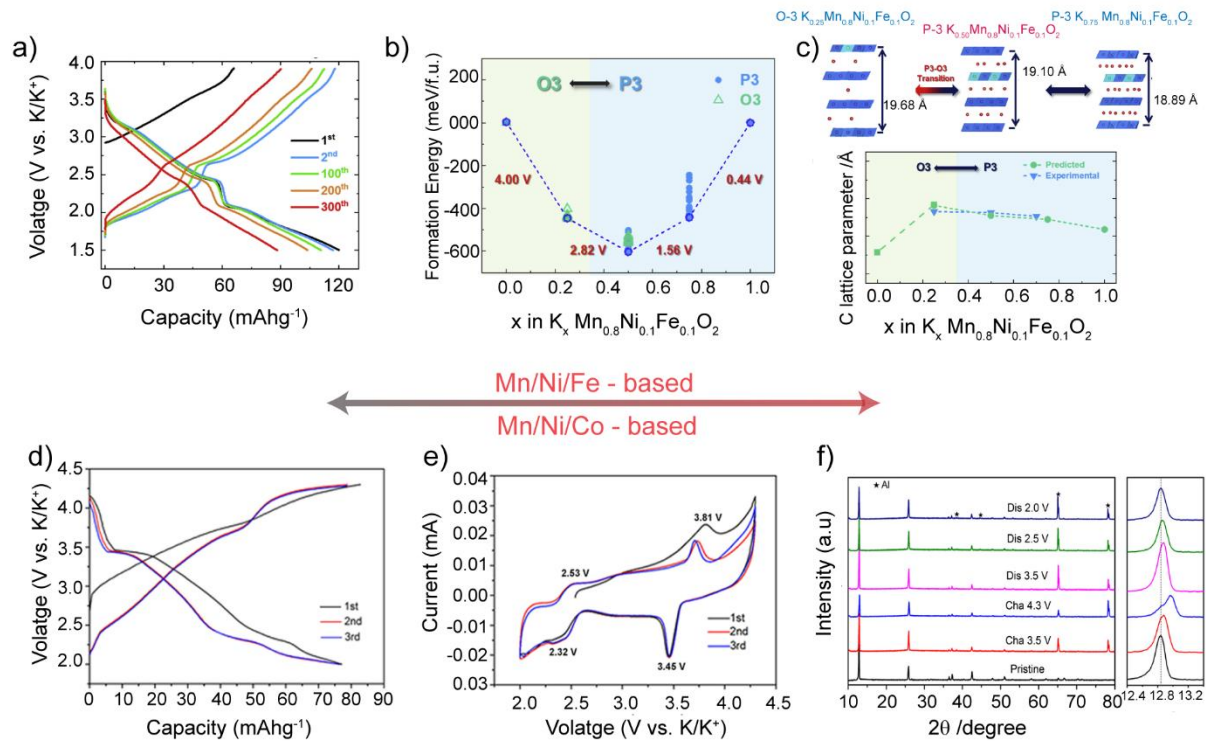 a)
Volatge (V vs. K/K⁺)
4.0
3.5
3.0
2.5
2.0
1.5
1st
2nd
100th
200th
300th
0 30 60 90 120
Capacity (mAhg⁻¹)
b)
Formation Energy (meV/f.u.)
200
000
-200
-400
-600
O3 P3
P3
O3
4.00 V
2.82 V
1.56 V
0.44 V
0.0 0.2 0.4 0.6 0.8 1.0
x in KₓMn₀.₈Ni₀.₁Fe₀.₁O₂
c)
O-3 K₀.₂₅Mn₀.₈Ni₀.₁Fe₀.₁O₂
P-3 K₀.₅₀Mn₀.₈Ni₀.₁Fe₀.₁O₂
P-3 K₀.₇₅Mn₀.₈Ni₀.₁Fe₀.₁O₂
P3-O3
Transition
19.68 Å
19.10 Å
18.89 Å
C lattice parameter /Å
O3 P3
Predicted
Experimental
0.0 0.2 0.4 0.6 0.8 1.0
x in KₓMn₀.₈Ni₀.₁Fe₀.₁O₂
Mn/Ni/Fe - based
Mn/Ni/Co - based
d)
Volatge (V vs. K/K⁺)
4.5
4.0
3.5
3.0
2.5
2.0
1st
2nd
3rd
0 10 20 30 40 50 60 70 80 90
Capacity (mAhg⁻¹)
e)
Current (mA)
0.04
0.03
0.02
0.01
0.00
-0.01
-0.02
0.03
3.81 V
2.53 V
2.32 V
3.45 V
1st
2nd
3rd
2.0 2.5 3.0 3.5 4.0 4.5
Volatge (V vs. K/K⁺)
f)
Intensity (a.u)
★Al
Dis 2.0 V
Dis 2.5 V
Dis 3.5 V
Cha 4.3 V
Cha 3.5 V
Pristine
10 20 30 40 50 60 70 80
12.4 12.8 13.2
2θ /degree